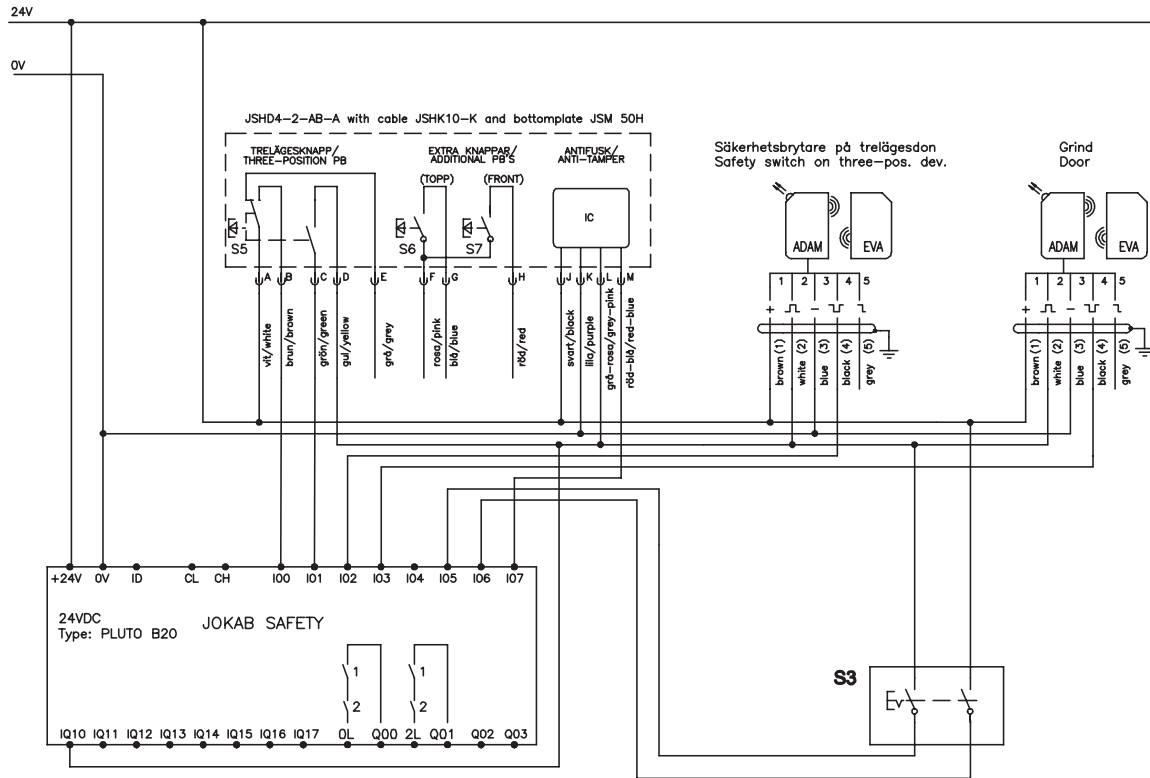 24V
0V
JSHD4-2-AB-A with cable JSHK10-K and bottomplate JSM 50H
TRELÄGESKNAPP/
THREE-POSITION PB
EXTRA KNAPPAR/
ADDITIONAL PB'S
(TOPP) (FRONT)
ANTIFUSK/
ANTI-TAMPER
IC
S5 S6 S7
A B C D E F G H J K L M
vit/white
brun/brown
grön/green
gul/yellow
grå/grey
rosa/pink
blå/blue
röd/red
svart/black
lila/purple
grå-rosa/grey-pink
röd-blå/red-blue
Säkerhetsbrytare på trelägesdon
Safety switch on three-pos. dev.
ADAM EVA
1 2 3 4 5
+ -
brown (1)
white (2)
blue (3)
black (4)
grey (5)
Grind
Door
ADAM EVA
1 2 3 4 5
+ -
brown (1)
white (2)
blue (3)
black (4)
grey (5)
+24V 0V ID CL CH I00 I01 I02 I03 I04 I05 I06 I07
24VDC
Type: PLUTO B20
JOKAB SAFETY
1 1
2 2
IQ10 IQ11 IQ12 IQ13 IQ14 IQ15 IQ16 IQ17 0L Q00 2L Q01 Q02 Q03
S3